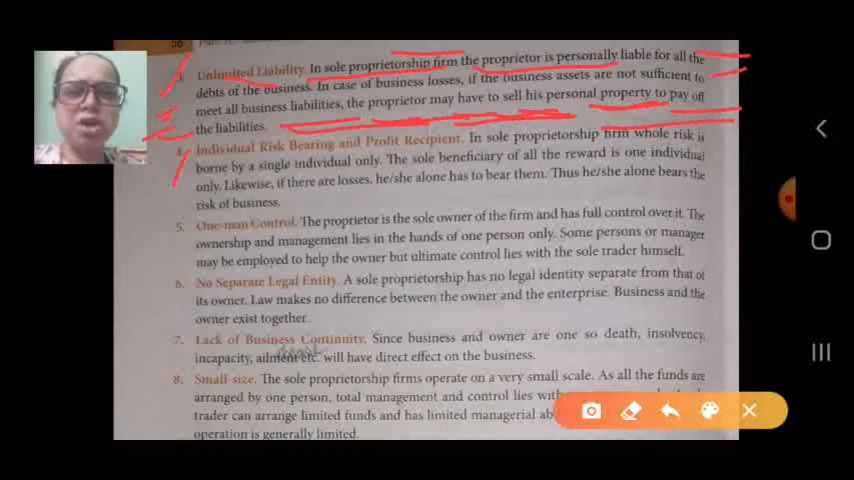 36
3. Unlimited Liability. In sole proprietorship firm the proprietor is personally liable for all the
debts of the business. In case of business losses, if the business assets are not sufficient to
meet all business liabilities, the proprietor may have to sell his personal property to pay off
the liabilities.
4. Individual Risk Bearing and Profit Recipient. In sole proprietorship firm whole risk is
borne by a single individual only. The sole beneficiary of all the reward is one individual
only. Likewise, if there are losses, he/she alone has to bear them. Thus he/she alone bears the
risk of business.
5. One-man Control. The proprietor is the sole owner of the firm and has full control over it. The
ownership and management lies in the hands of one person only. Some persons or manager
may be employed to help the owner but ultimate control lies with the sole trader himself.
6. No Separate Legal Entity. A sole proprietorship has no legal identity separate from that of
its owner. Law makes no difference between the owner and the enterprise. Business and the
owner exist together.
7. Lack of Business Continuity. Since business and owner are one so death, insolvency,
incapacity, ailment etc. will have direct effect on the business.
8. Small-size. The sole proprietorship firms operate on a very small scale. As all the funds are
arranged by one person, total management and control lies with
trader can arrange limited funds and has limited managerial
operation is generally limited.